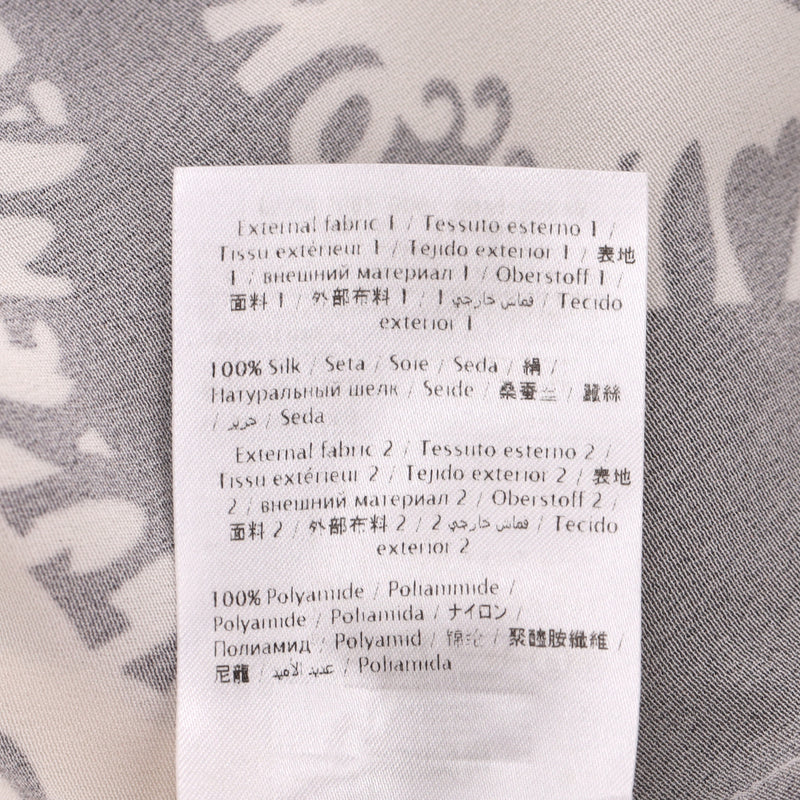 External fabric 1 / Tessuto esterno 1 /
Tissu extérieur 1 / Tejido exterior 1 / 表地
1 / внешний материал 1 / Oberstoff 1 /
面料 1 / 外部布料 1 / قماش خارجي 1 / Tecido
exterior 1
100% Silk / Seta / Soie / Seda / 絹 /
Натуральный шелк / Seide / 桑蚕丝 / 蠶絲
/ حرير / Seda
External fabric 2 / Tessuto esterno 2 /
Tissu extérieur 2 / Tejido exterior 2 / 表地
2 / внешний материал 2 / Oberstoff 2 /
面料 2 / 外部布料 2 / قماش خارجي 2 / Tecido
exterior 2
100% Polyamide / Poliammide /
Polyamide / Poliamida / ナイロン /
Полиамид / Polyamid / 锦纶 / 聚醯胺纖維 /
尼龍 / عديد الأميد / Poliamida